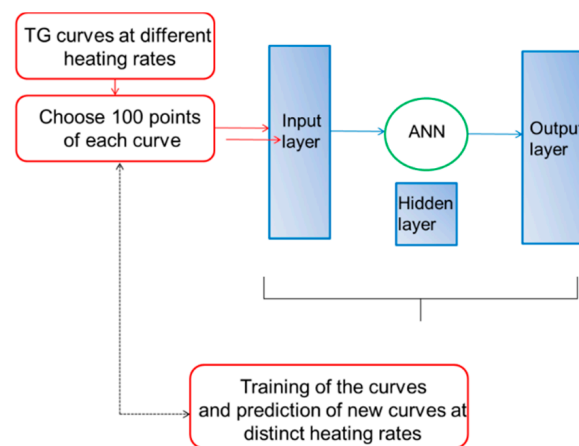 TG curves at different
heating rates
Choose 100 points
of each curve
Input
layer
ANN
Hidden
layer
Output
layer
Training of the curves
and prediction of new curves at
distinct heating rates